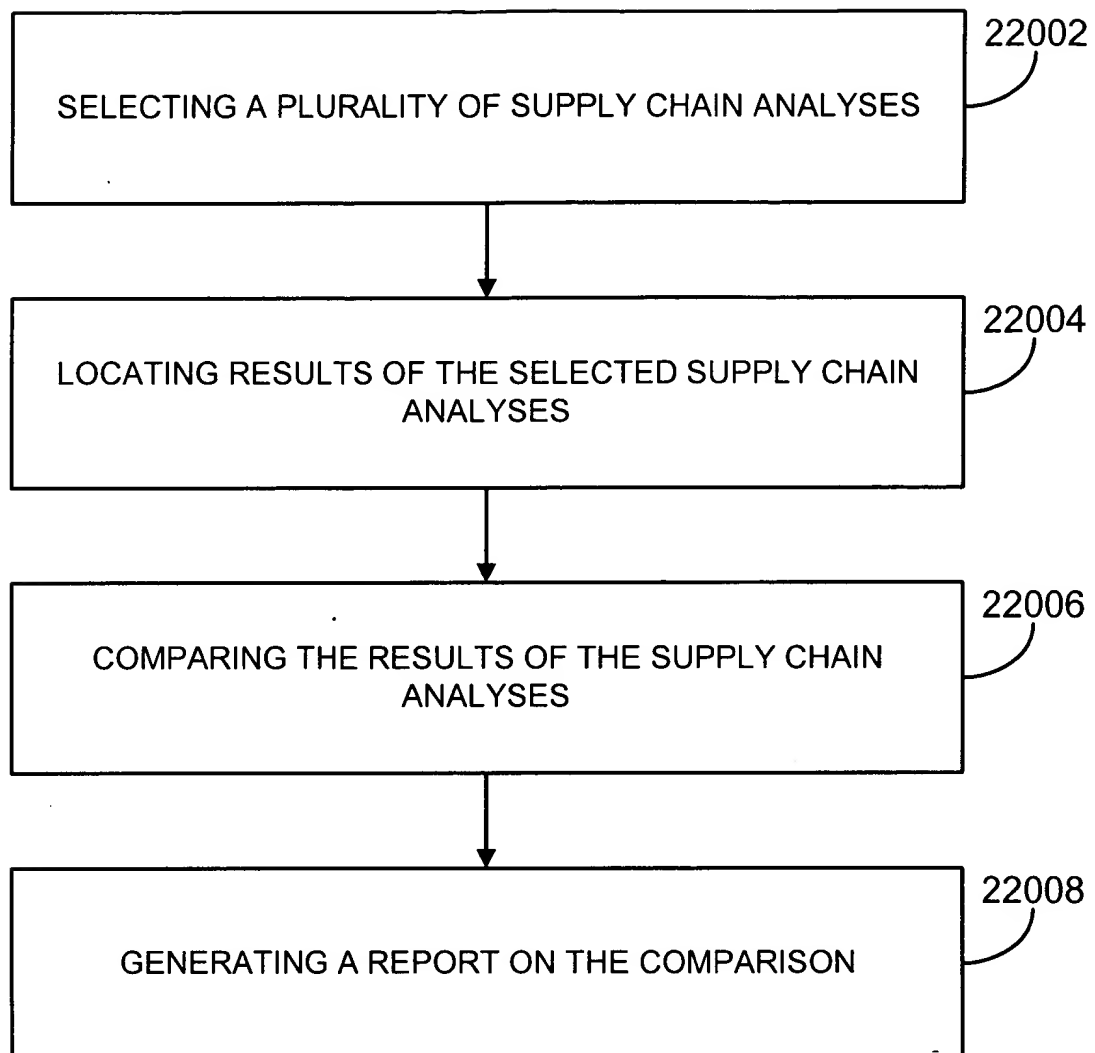 22002
SELECTING A PLURALITY OF SUPPLY CHAIN ANALYSES
22004
LOCATING RESULTS OF THE SELECTED SUPPLY CHAIN
ANALYSES
22006
COMPARING THE RESULTS OF THE SUPPLY CHAIN
ANALYSES
22008
GENERATING A REPORT ON THE COMPARISON